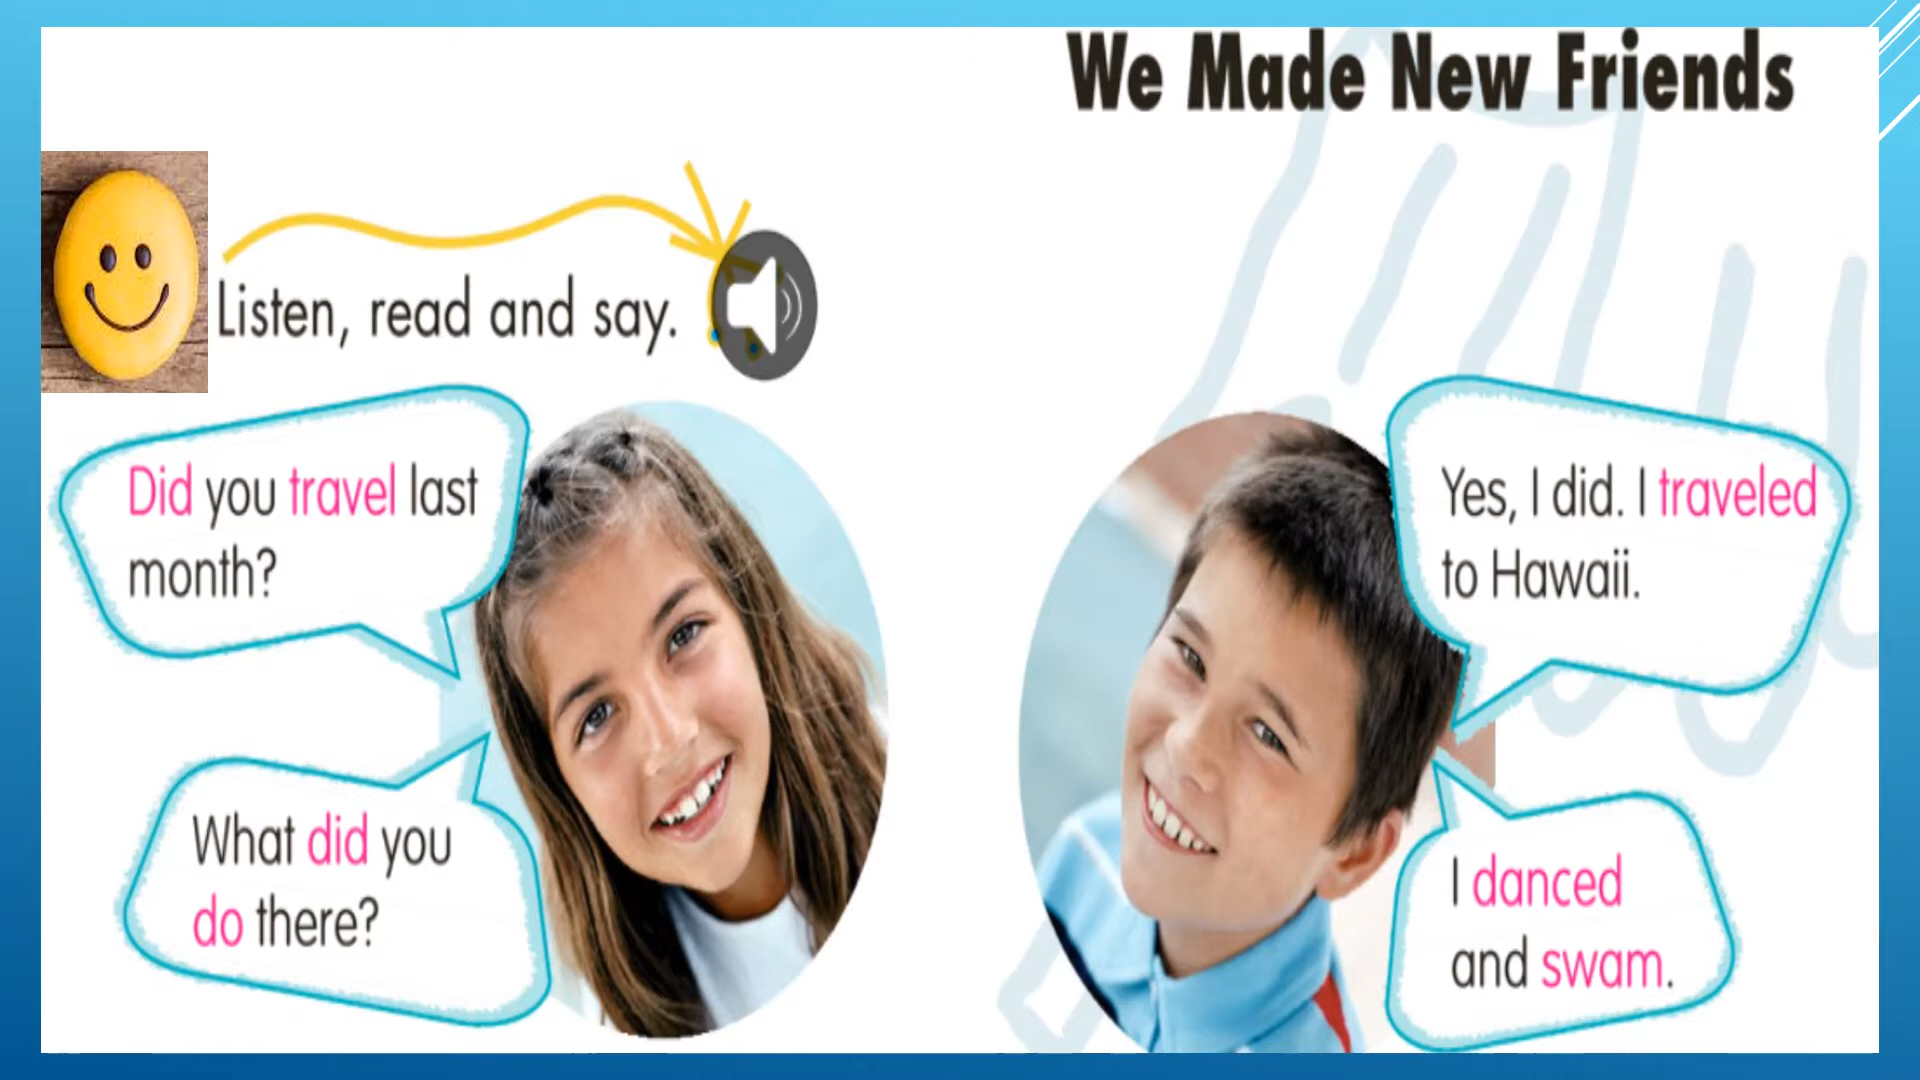 We Made New Friends
Listen, read and say.
Did you travel last
month?
Yes, I did. I traveled
to Hawaii.
What did you
do there?
I danced
and swam.